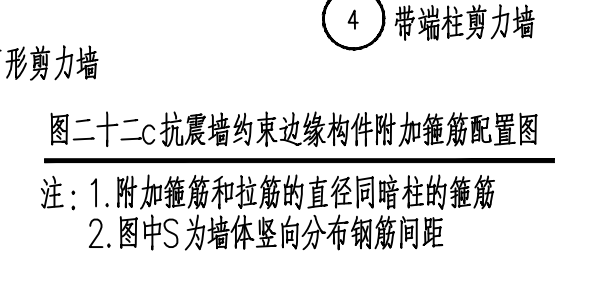 4 带端柱剪力墙
形剪力墙
图二十二c抗震墙约束边缘构件附加箍筋配置图
注：1.附加箍筋和拉筋的直径同暗柱的箍筋
2.图中S为墙体竖向分布钢筋间距